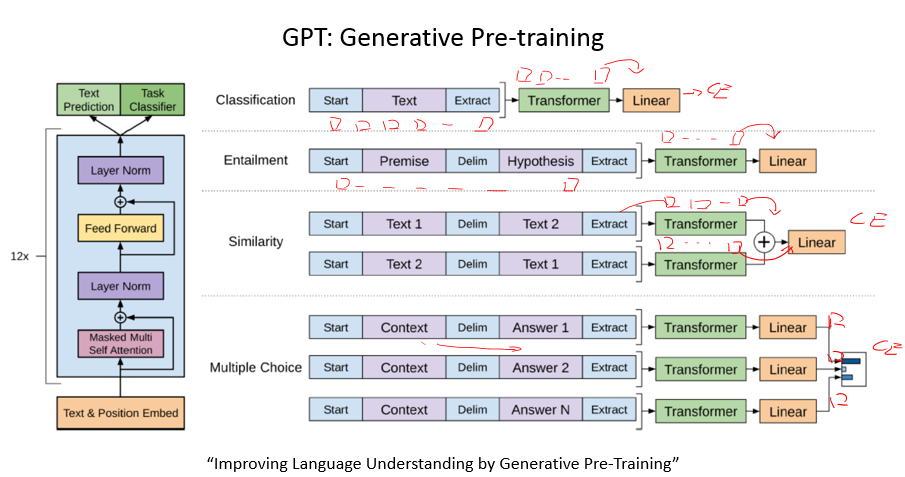 GPT: Generative Pre-training
Text Prediction
Task Classifier
Layer Norm
+
Feed Forward
12x
Layer Norm
+
Masked Multi Self Attention
Text & Position Embed
Classification
Start Text Extract Transformer Linear CE
Entailment
Start Premise Delim Hypothesis Extract Transformer Linear
Similarity
Start Text 1 Delim Text 2 Extract Transformer
+ Linear CE
Start Text 2 Delim Text 1 Extract Transformer
Multiple Choice
Start Context Delim Answer 1 Extract Transformer Linear
Start Context Delim Answer 2 Extract Transformer Linear CE
Start Context Delim Answer N Extract Transformer Linear
“Improving Language Understanding by Generative Pre-Training”